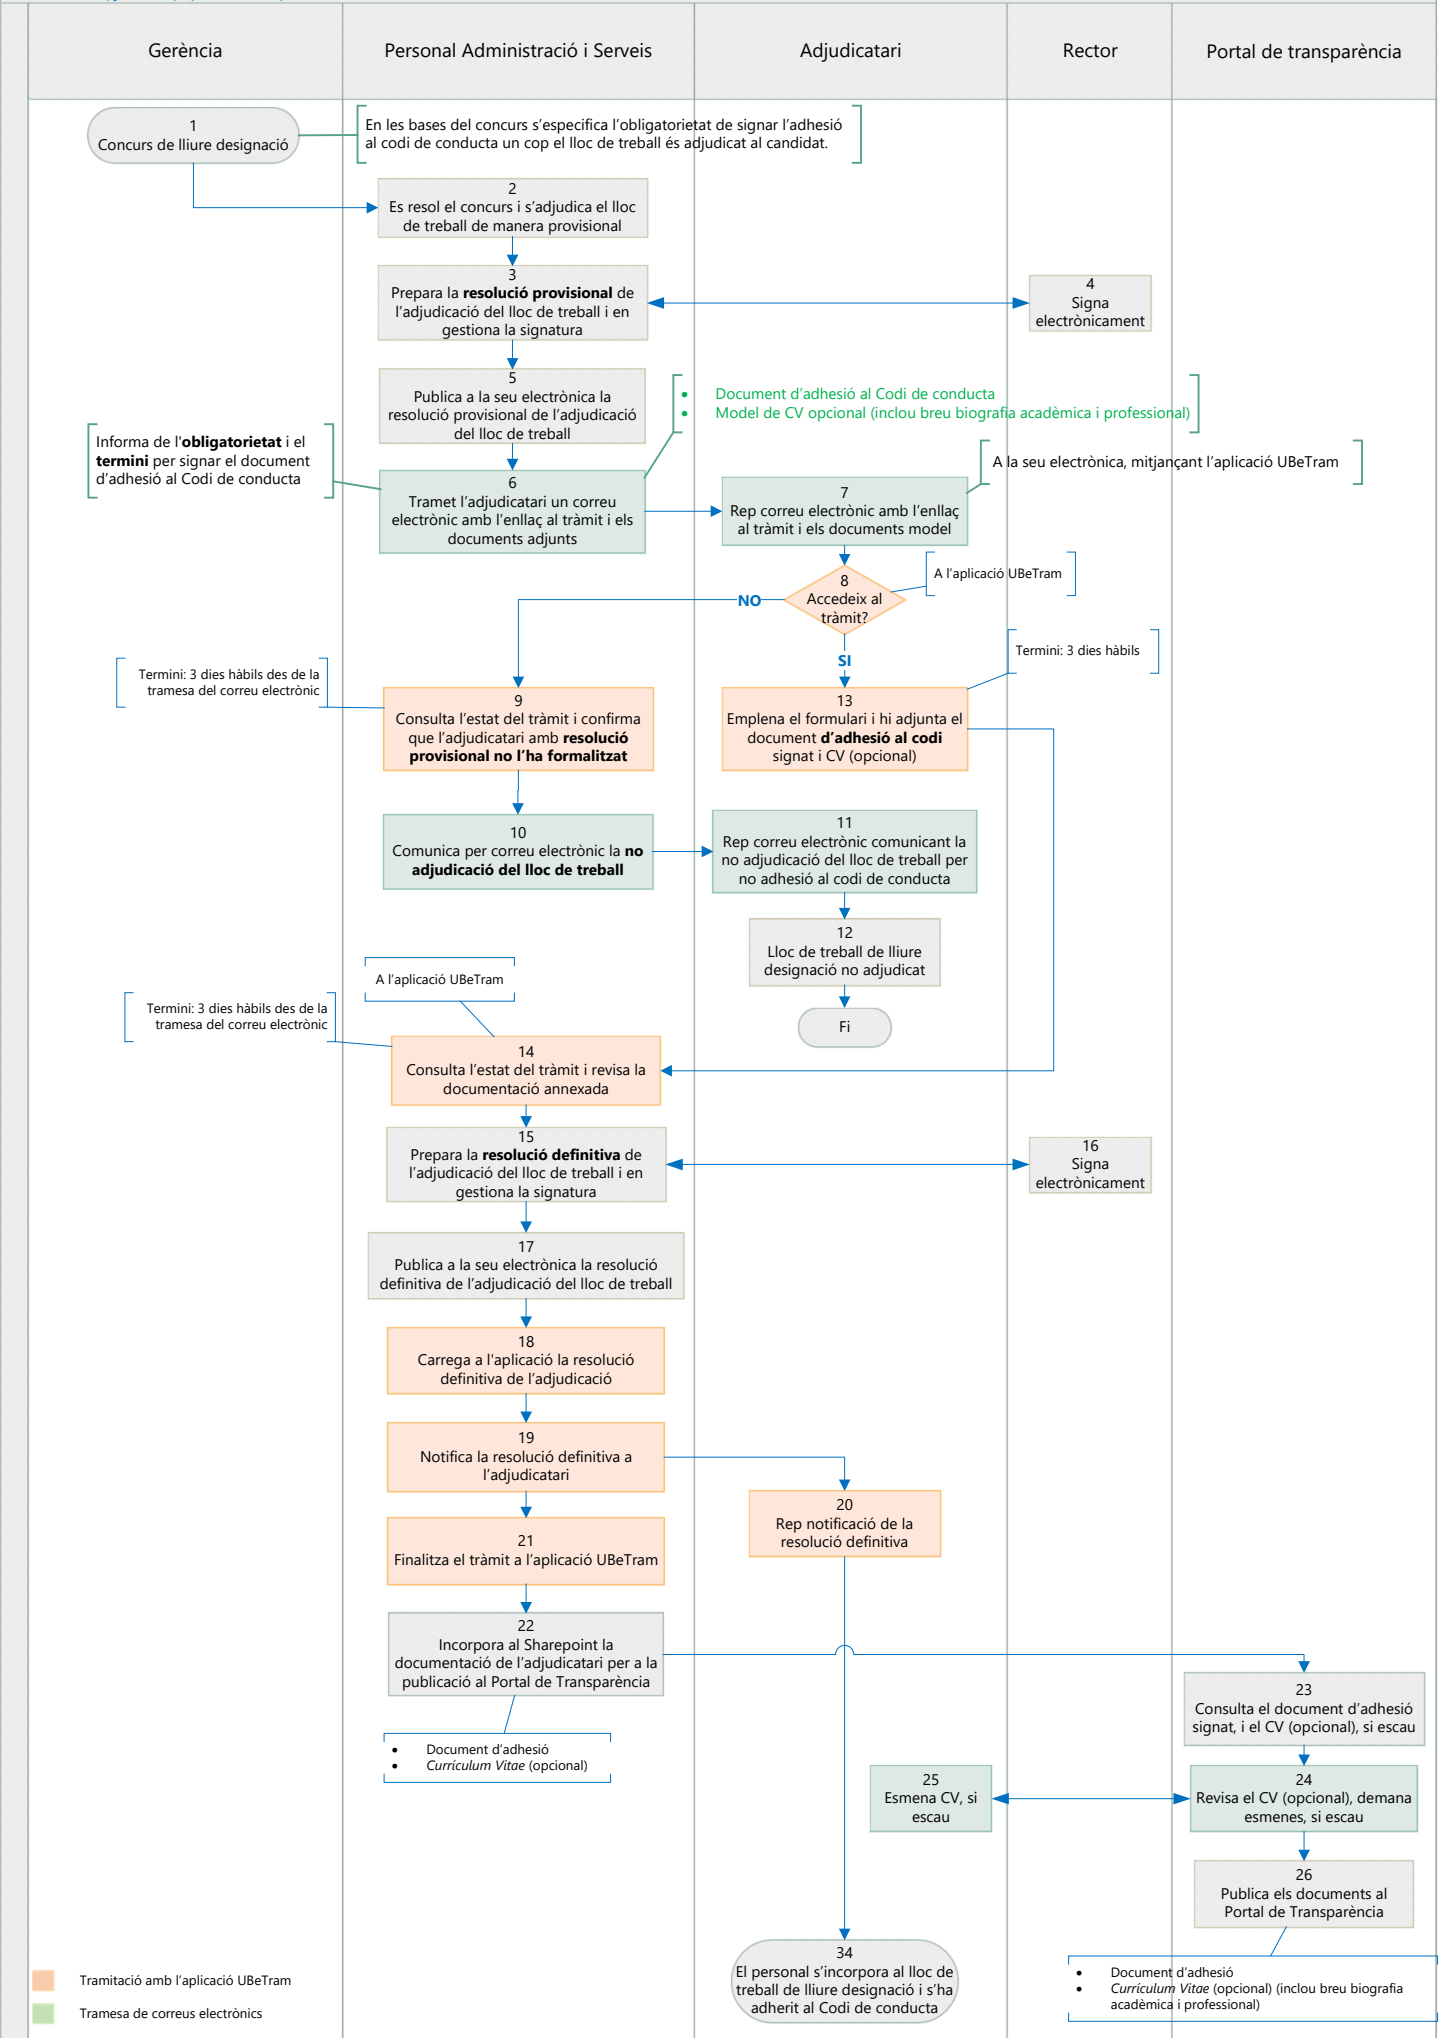 Gerència
Personal Administració i Serveis
Adjudicatari
Rector
Portal de transparència
1
Concurs de lliure designació
En les bases del concurs s’especifica l’obligatorietat de signar l’adhesió
al codi de conducta un cop el lloc de treball és adjudicat al candidat.
2
Es resol el concurs i s’adjudica el lloc
de treball de manera provisional
3
Prepara la resolució provisional de
l’adjudicació del lloc de treball i en
gestiona la signatura
4
Signa
electrònicament
5
Publica a la seu electrònica la
resolució provisional de l’adjudicació
del lloc de treball
• Document d’adhesió al Codi de conducta
• Model de CV opcional (inclou breu biografia acadèmica i professional)
Informa de l'obligatorietat i el
termini per signar el document
d’adhesió al Codi de conducta
A la seu electrònica, mitjançant l’aplicació UBeTram
6
Tramet l’adjudicatari un correu
electrònic amb l’enllaç al tràmit i els
documents adjunts
7
Rep correu electrònic amb l’enllaç
al tràmit i els documents model
8
Accedeix al
tràmit?
A l’aplicació UBeTram
NO
SI
Termini: 3 dies hàbils
Termini: 3 dies hàbils des de la
tramesa del correu electrònic
9
Consulta l’estat del tràmit i confirma
que l’adjudicatari amb resolució
provisional no l’ha formalitzat
13
Emplena el formulari i hi adjunta el
document d’adhesió al codi
signat i CV (opcional)
10
Comunica per correu electrònic la no
adjudicació del lloc de treball
11
Rep correu electrònic comunicant la
no adjudicació del lloc de treball per
no adhesió al codi de conducta
12
Lloc de treball de lliure
designació no adjudicat
Fi
A l’aplicació UBeTram
Termini: 3 dies hàbils des de la
tramesa del correu electrònic
14
Consulta l’estat del tràmit i revisa la
documentació annexada
15
Prepara la resolució definitiva de
l’adjudicació del lloc de treball i en
gestiona la signatura
16
Signa
electrònicament
17
Publica a la seu electrònica la resolució
definitiva de l’adjudicació del lloc de treball
18
Carrega a l'aplicació la resolució
definitiva de l’adjudicació
19
Notifica la resolució definitiva a
l’adjudicatari
20
Rep notificació de la
resolució definitiva
21
Finalitza el tràmit a l’aplicació UBeTram
22
Incorpora al Sharepoint la
documentació de l’adjudicatari per a la
publicació al Portal de Transparència
• Document d’adhesió
• Currículum Vitae (opcional)
23
Consulta el document d’adhesió
signat, i el CV (opcional), si escau
24
Revisa el CV (opcional), demana
esmenes, si escau
25
Esmena CV, si
escau
26
Publica els documents al
Portal de Transparència
• Document d’adhesió
• Currículum Vitae (opcional) (inclou breu biografia
acadèmica i professional)
34
El personal s’incorpora al lloc de
treball de lliure designació i s’ha
adherit al Codi de conducta
Tramitació amb l’aplicació UBeTram
Tramesa de correus electrònics